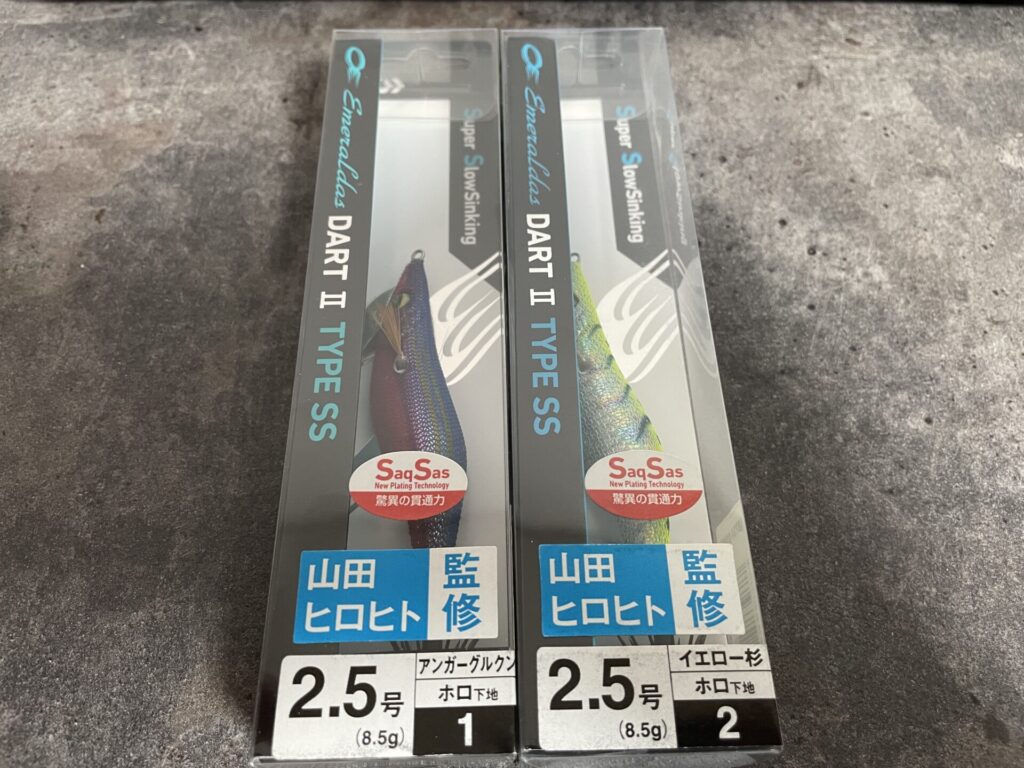 Emeraldas DART II TYPE SS
Super SlowSinking
SaqSas
New Plating Technology
驚異の貫通力
山田
ヒロヒト
監修
2.5号
(8.5g)
アンガーグルクン
ホロ下地
1
Emeraldas DART II TYPE SS
Super SlowSinking
SaqSas
New Plating Technology
驚異の貫通力
山田
ヒロヒト
監修
2.5号
(8.5g)
イエロー杉
ホロ下地
2